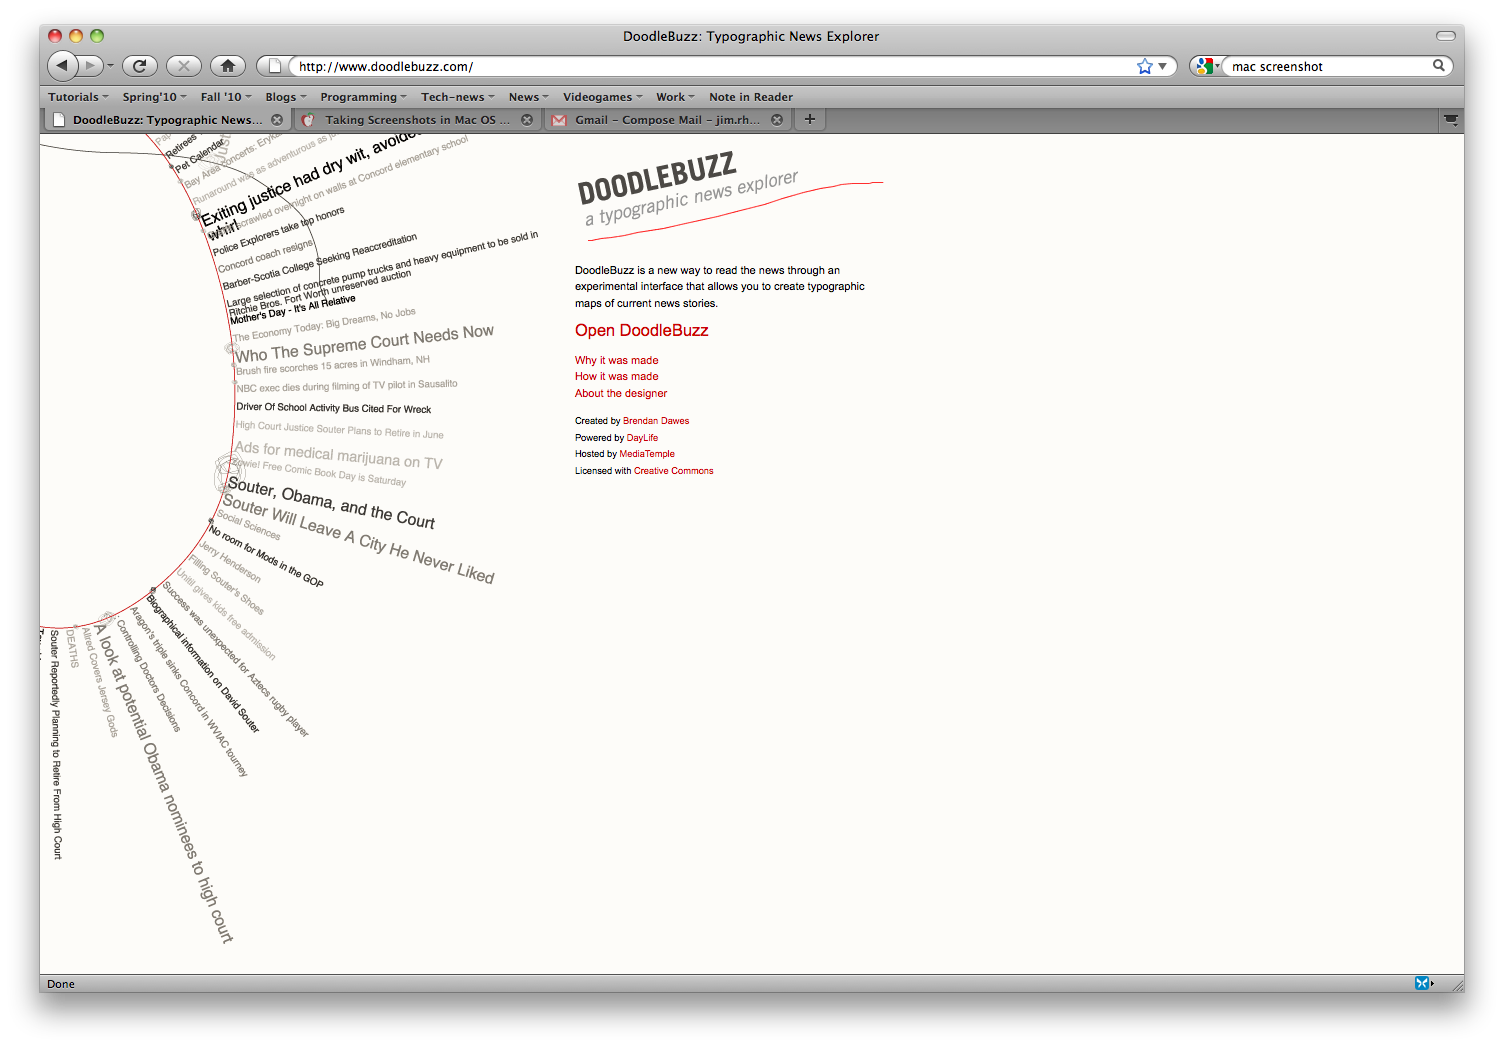 DoodleBuzz: Typographic News Explorer
http://www.doodlebuzz.com/
mac screenshot
Tutorials Spring'10 Fall '10 Blogs Programming Tech-news News Videogames Work Note in Reader
DoodleBuzz: Typographic News...
Taking Screenshots in Mac OS ...
Gmail - Compose Mail - jim.rh...
Retirees
Pet Calendar
Bay Area Concerts: Eryka
Runaround was as adventurous as ju
Exiting justice had dry wit, avoided
whirl
scrawled overnight on walls at Concord elementary school
Police Explorers take top honors
Concord coach resigns
Barber-Scotia College Seeking Reaccreditation
Large selection of concrete pump trucks and heavy equipment to be sold in
Ritchie Bros. Fort Worth unreserved auction
Mother's Day - It's All Relative
The Economy Today: Big Dreams, No Jobs
Who The Supreme Court Needs Now
Brush fire scorches 15 acres in Windham, NH
NBC exec dies during filming of TV pilot in Sausalito
Driver Of School Activity Bus Cited For Wreck
High Court Justice Souter Plans to Retire in June
Ads for medical marijuana on TV
Zowie! Free Comic Book Day is Saturday
Souter, Obama, and the Court
Souter Will Leave A City He Never Liked
Social Sciences
No room for Mods in the GOP
Jerry Henderson
Filling Souter's Shoes
Unitil gives kids free admission
Success was unexpected for Aztecs rugby player
Biographical information on David Souter
Aragon's triple sinks Concord in WVIAC tourney
Controlling Doctors Decisions
A look at potential Obama nominees to high court
Allred Covers Jersey Gods
DEATHS
Souter Reportedly Planning to Retire From High Court
DOODLEBUZZ
a typographic news explorer
DoodleBuzz is a new way to read the news through an
experimental interface that allows you to create typographic
maps of current news stories.
Open DoodleBuzz
Why it was made
How it was made
About the designer
Created by Brendan Dawes
Powered by DayLife
Hosted by MediaTemple
Licensed with Creative Commons
Done